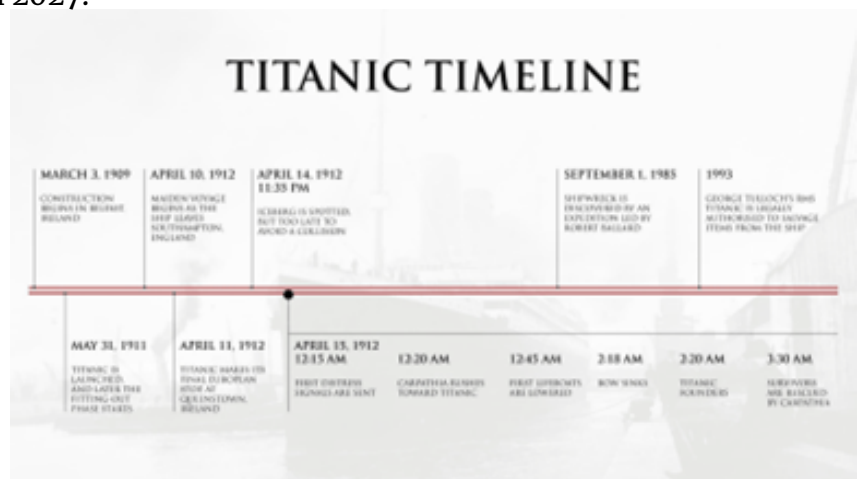 2027.
TITANIC TIMELINE
MARCH 3, 1909
CONSTRUCTION
BEGINS IN BELFAST,
IRELAND
APRIL 10, 1912
MAIDEN VOYAGE
BEGINS AS THE
SHIP LEAVES
SOUTHAMPTON,
ENGLAND
APRIL 14, 1912
11:35 PM
ICEBERG IS SPOTTED,
BUT TOO LATE TO
AVOID A COLLISION
SEPTEMBER 1, 1985
SHIPWRECK IS
DISCOVERED BY AN
EXPEDITION LED BY
ROBERT BALLARD
1993
GEORGE TULLOCH'S RMS
TITANIC IS LEGALLY
AUTHORISED TO SALVAGE
ITEMS FROM THE SHIP
MAY 31, 1911
TITANIC IS
LAUNCHED,
AND LATER THE
FITTING-OUT
PHASE STARTS
APRIL 11, 1912
TITANIC MAKES ITS
FINAL EUROPEAN
STOP AT
QUEENSTOWN,
IRELAND
APRIL 15, 1912
12:15 AM
FIRST DISTRESS
SIGNALS ARE SENT
12:20 AM
CARPATHIA RUSHES
TOWARD TITANIC
12:45 AM
FIRST LIFEBOATS
ARE LOWERED
2:18 AM
BOW SINKS
2:20 AM
TITANIC
FOUNDERS
3:30 AM
SURVIVORS
ARE RESCUED
BY CARPATHIA